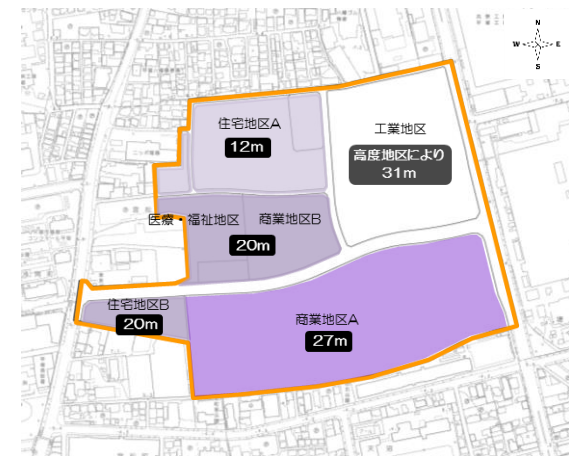 N
W
E
S
住宅地区A
12m
工業地区
高度地区により
31m
医療・福祉地区
商業地区B
20m
住宅地区B
20m
商業地区A
27m